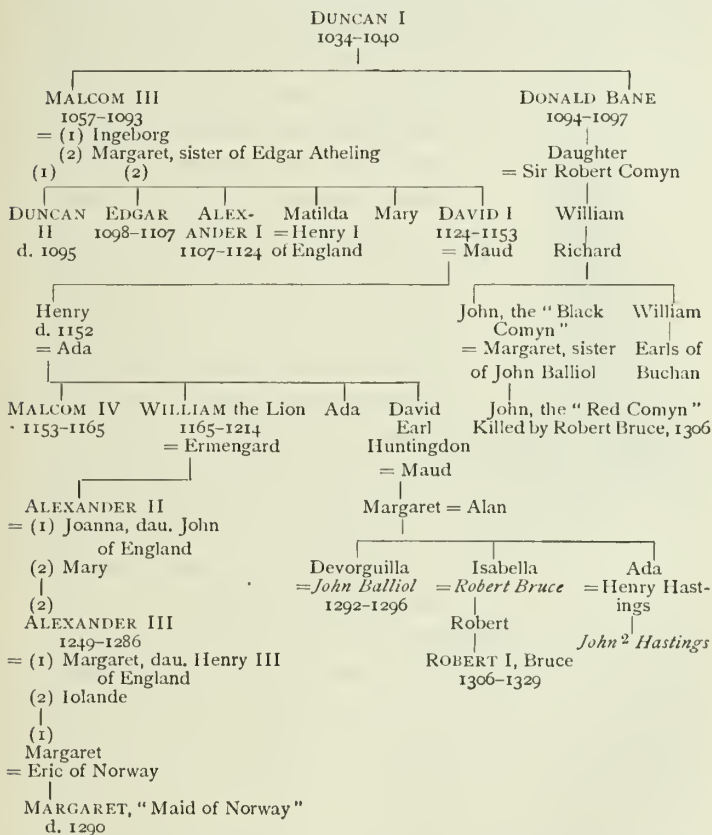 DUNCAN I
1034–1040
MALCOM III
1057–1093
= (1) Ingeborg
(2) Margaret, sister of Edgar Atheling
(1) (2)
DONALD BANE
1094–1097
Daughter
= Sir Robert Comyn
DUNCAN
II
d. 1095
EDGAR
1098–1107
ALEX-
ANDER I
1107–1124
Matilda
= Henry I
of England
Mary
DAVID I
1124–1153
= Maud
William
Richard
Henry
d. 1152
= Ada
John, the "Black
Comyn"
= Margaret, sister
of John Balliol
William
Earls of
Buchan
John, the "Red Comyn"
Killed by Robert Bruce, 1306
MALCOM IV
1153–1165
WILLIAM the Lion
1165–1214
= Ermengard
Ada
David
Earl
Huntingdon
= Maud
ALEXANDER II
= (1) Joanna, dau. John
of England
(2) Mary
(2)
Margaret = Alan
Devorguilla
= John Balliol
1292–1296
Isabella
= Robert Bruce
Robert
ROBERT I, Bruce
1306–1329
Ada
= Henry Hast-
ings
John ² Hastings
ALEXANDER III
1249–1286
= (1) Margaret, dau. Henry III
of England
(2) Iolande
(1)
Margaret
= Eric of Norway
MARGARET, "Maid of Norway"
d. 1290